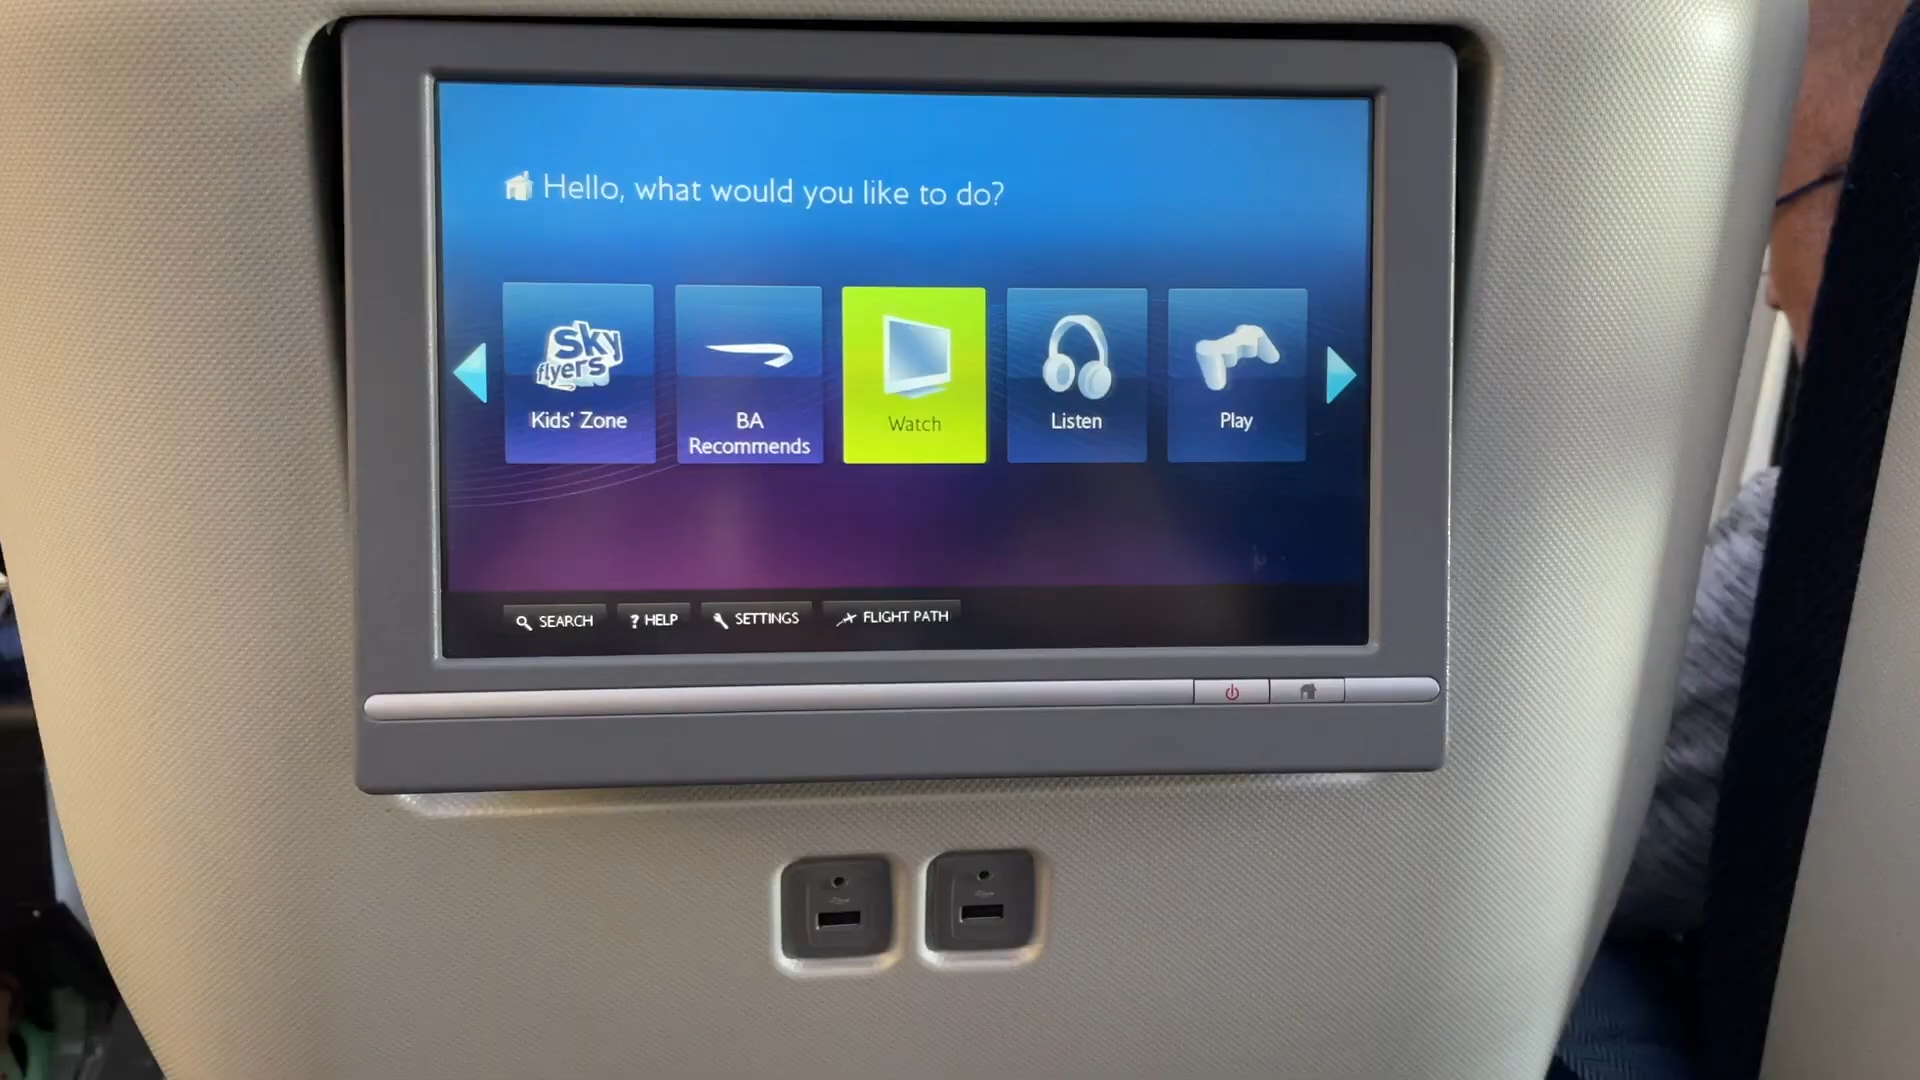 Hello, what would you like to do?
Sky
flyers
Kids' Zone
BA
Recommends
Watch
Listen
Play
SEARCH
? HELP
SETTINGS
FLIGHT PATH